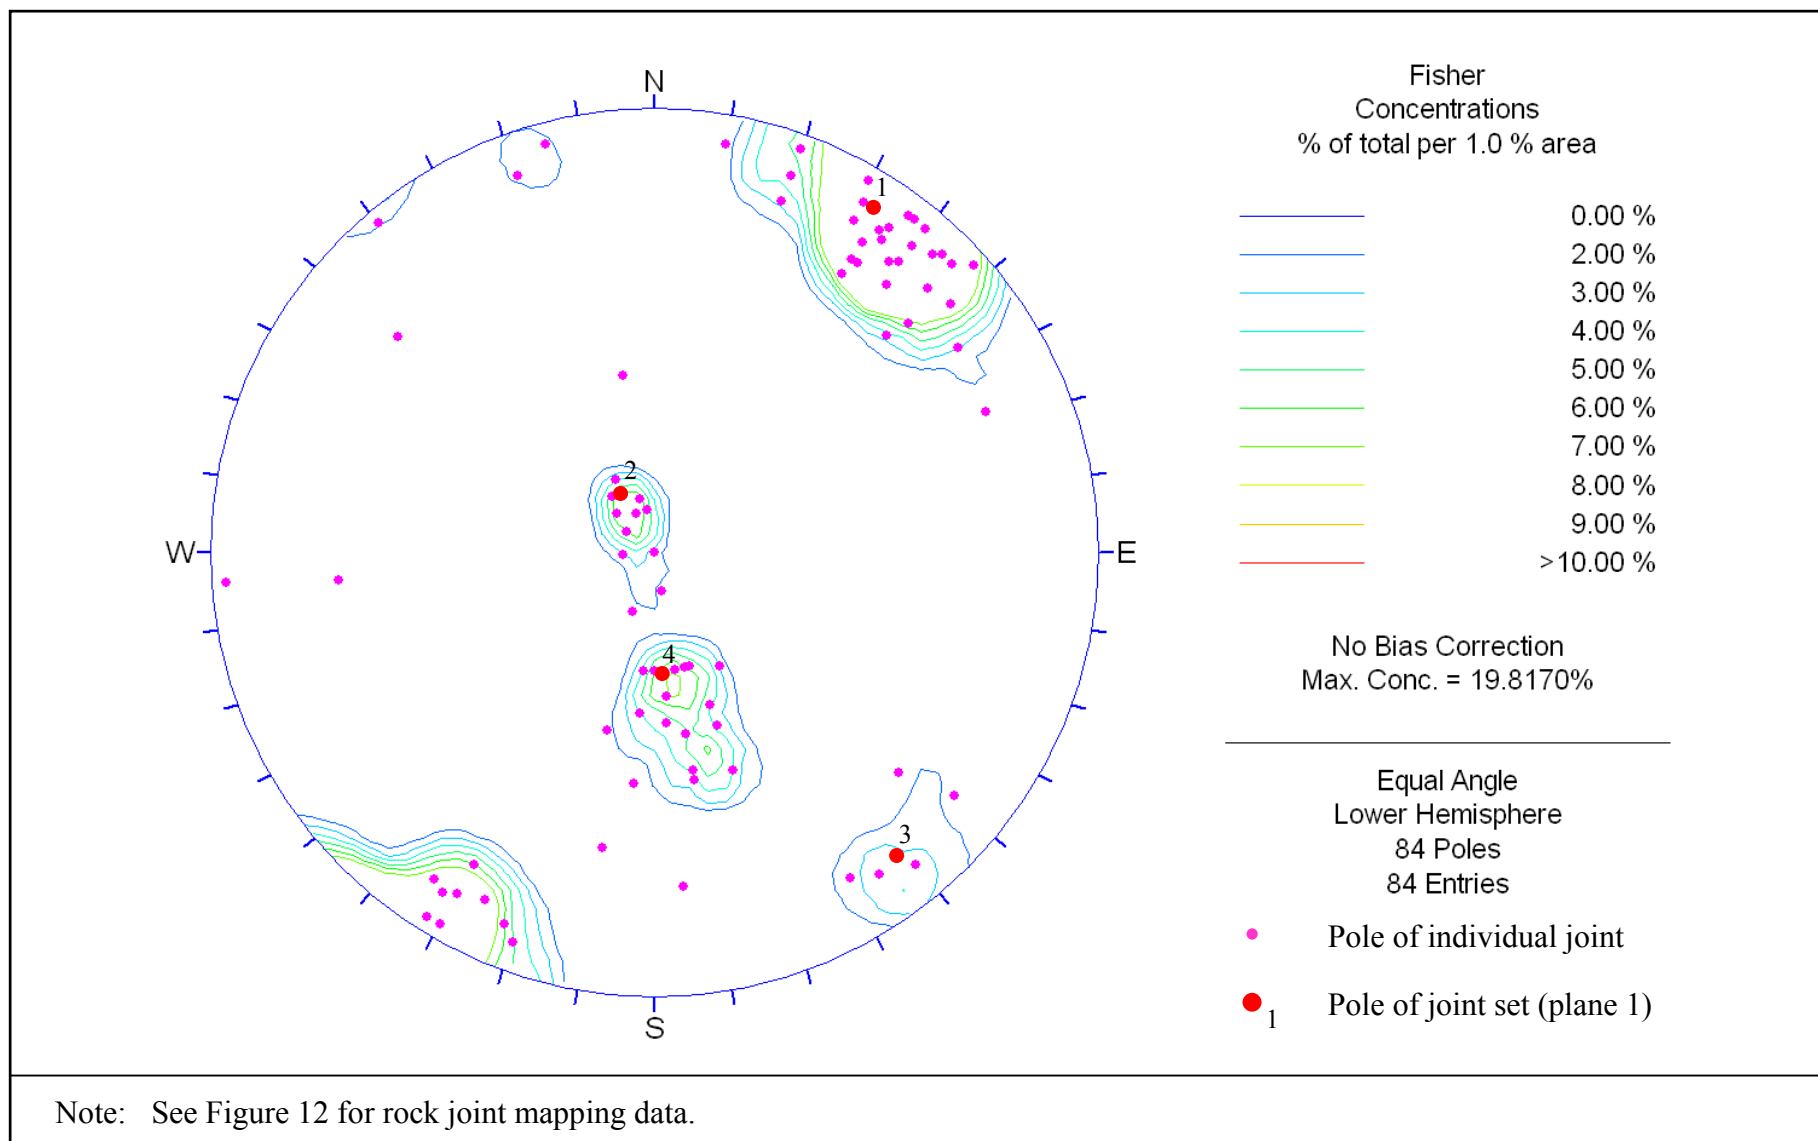 N
1
2
W
E
4
3
S
Fisher
Concentrations
% of total per 1.0 % area
0.00 %
2.00 %
3.00 %
4.00 %
5.00 %
6.00 %
7.00 %
8.00 %
9.00 %
>10.00 %
No Bias Correction
Max. Conc. = 19.8170%
Equal Angle
Lower Hemisphere
84 Poles
84 Entries
Pole of individual joint
1 Pole of joint set (plane 1)
Note: See Figure 12 for rock joint mapping data.